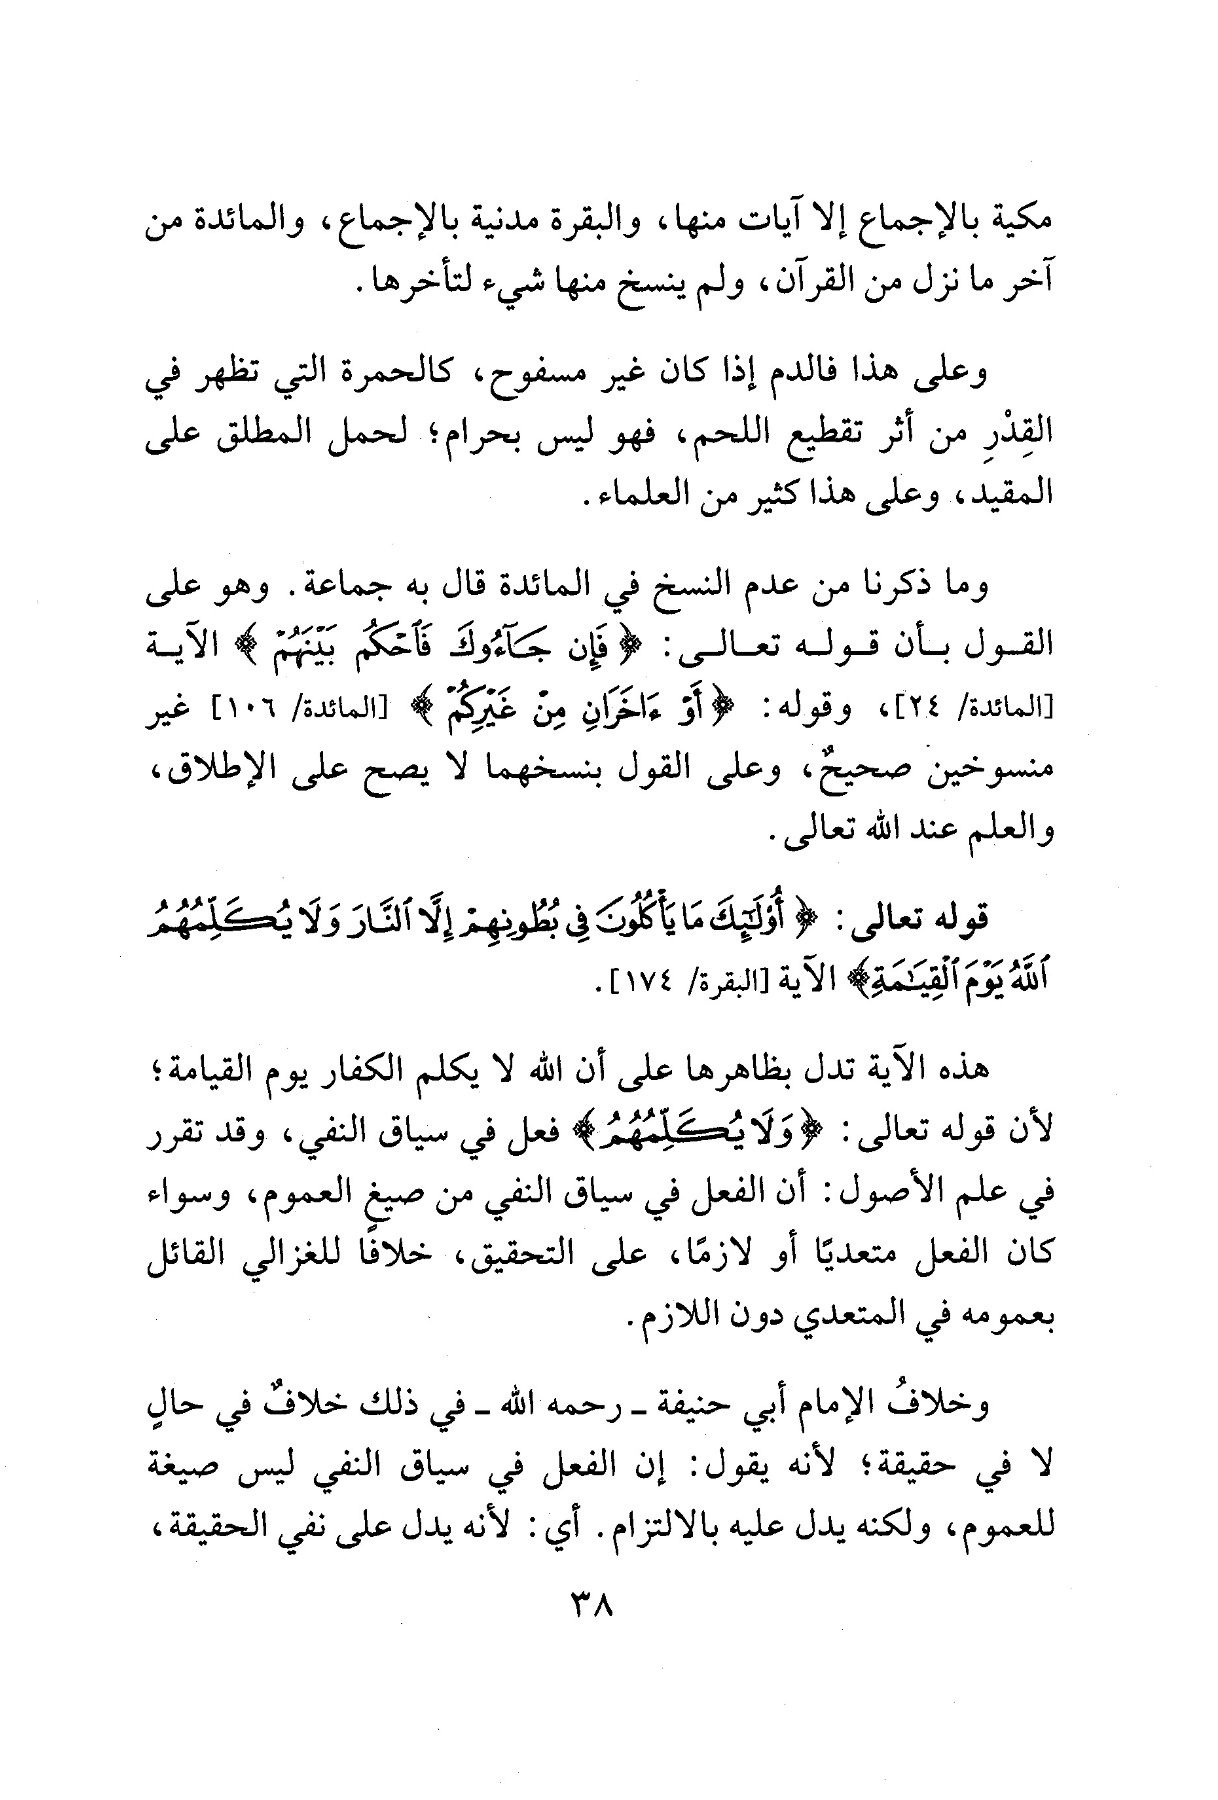 مكية بالإجماع إلا آيات منها، والبقرة مدنية بالإجماع، والمائدة من
آخر ما نزل من القرآن، ولم ينسخ منها شيء لتأخرها.
وعلى هذا فالدم إذا كان غير مسفوح، كالحمرة التي تظهر في
القِدْرِ من أثر تقطيع اللحم، فهو ليس بحرام؛ لحمل المطلق على
المقيد، وعلى هذا كثير من العلماء.
وما ذكرنا من عدم النسخ في المائدة قال به جماعة. وهو على
القول بأن قوله تعالى: ﴿فَإِن جَآءُوكَ فَٱحۡكُم بَيۡنَهُمۡ﴾ الآية
[المائدة/ ٢٤]، وقوله: ﴿أَوۡ ءَاخَرَانِ مِنۡ غَيۡرِكُمۡ﴾ [المائدة/ ١٠٦] غير
منسوخين صحيحٌ، وعلى القول بنسخهما لا يصح على الإطلاق،
والعلم عند الله تعالى.
قوله تعالى: ﴿أُوْلَٰٓئِكَ مَا يَأۡكُلُونَ فِي بُطُونِهِمۡ إِلَّا ٱلنَّارَ وَلَا يُكَلِّمُهُمُ
ٱللَّهُ يَوۡمَ ٱلۡقِيَٰمَةِ﴾ الآية [البقرة/ ١٧٤].
هذه الآية تدل بظاهرها على أن الله لا يكلم الكفار يوم القيامة؛
لأن قوله تعالى: ﴿وَلَا يُكَلِّمُهُمُ﴾ فعل في سياق النفي، وقد تقرر
في علم الأصول: أن الفعل في سياق النفي من صيغ العموم، وسواء
كان الفعل متعديًا أو لازمًا، على التحقيق، خلافًا للغزالي القائل
بعمومه في المتعدي دون اللازم.
وخلافُ الإمام أبي حنيفة ـ رحمه الله ـ في ذلك خلافٌ في حالٍ
لا في حقيقة؛ لأنه يقول: إن الفعل في سياق النفي ليس صيغة
للعموم، ولكنه يدل عليه بالالتزام. أي: لأنه يدل على نفي الحقيقة،
٣٨